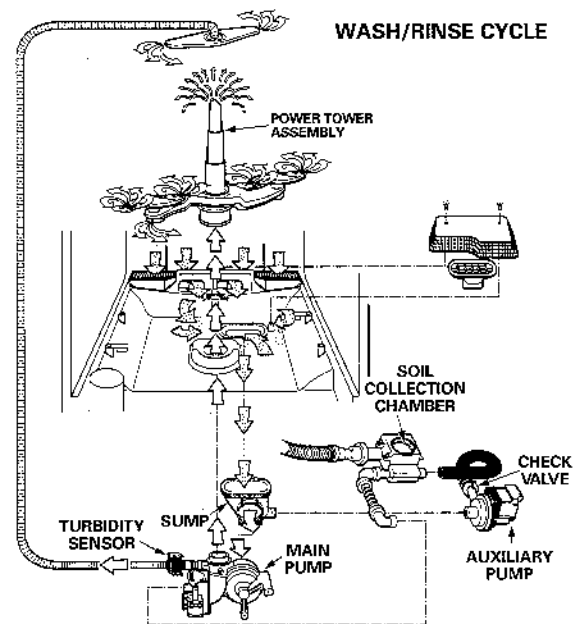 WASH/RINSE CYCLE
POWER TOWER
ASSEMBLY
SOIL
COLLECTION
CHAMBER
CHECK
VALVE
SUMP
TURBIDITY
SENSOR
MAIN
PUMP
AUXILIARY
PUMP